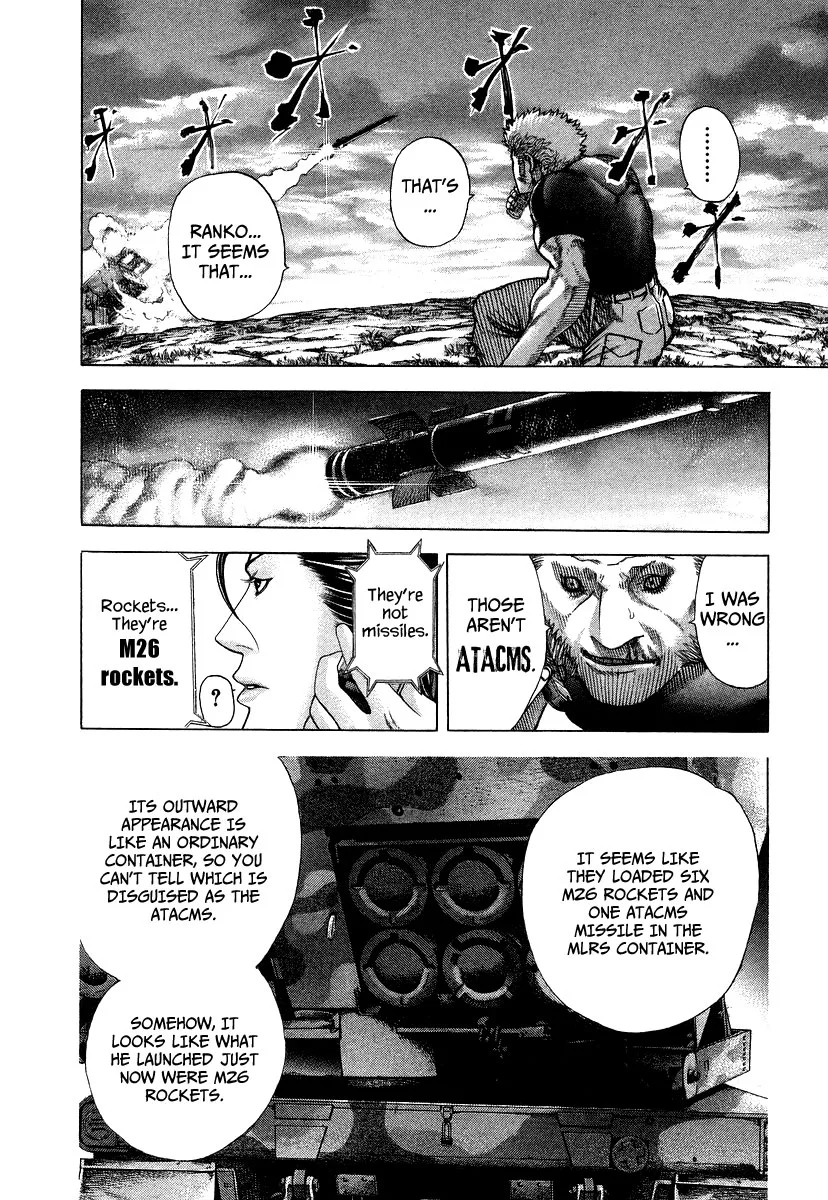 ........
THAT'S
...
RANKO...
IT SEEMS
THAT...
I WAS
WRONG
...
THOSE
AREN'T
ATACMS.
They're
not
missiles.
Rockets...
They're
M26
rockets.
?
IT SEEMS LIKE
THEY LOADED SIX
M26 ROCKETS AND
ONE ATACMS
MISSILE IN THE
MLRS CONTAINER.
ITS OUTWARD
APPEARANCE IS
LIKE AN ORDINARY
CONTAINER, SO YOU
CAN'T TELL WHICH IS
DISGUISED AS THE
ATACMS.
SOMEHOW, IT
LOOKS LIKE WHAT
HE LAUNCHED JUST
NOW WERE M26
ROCKETS.